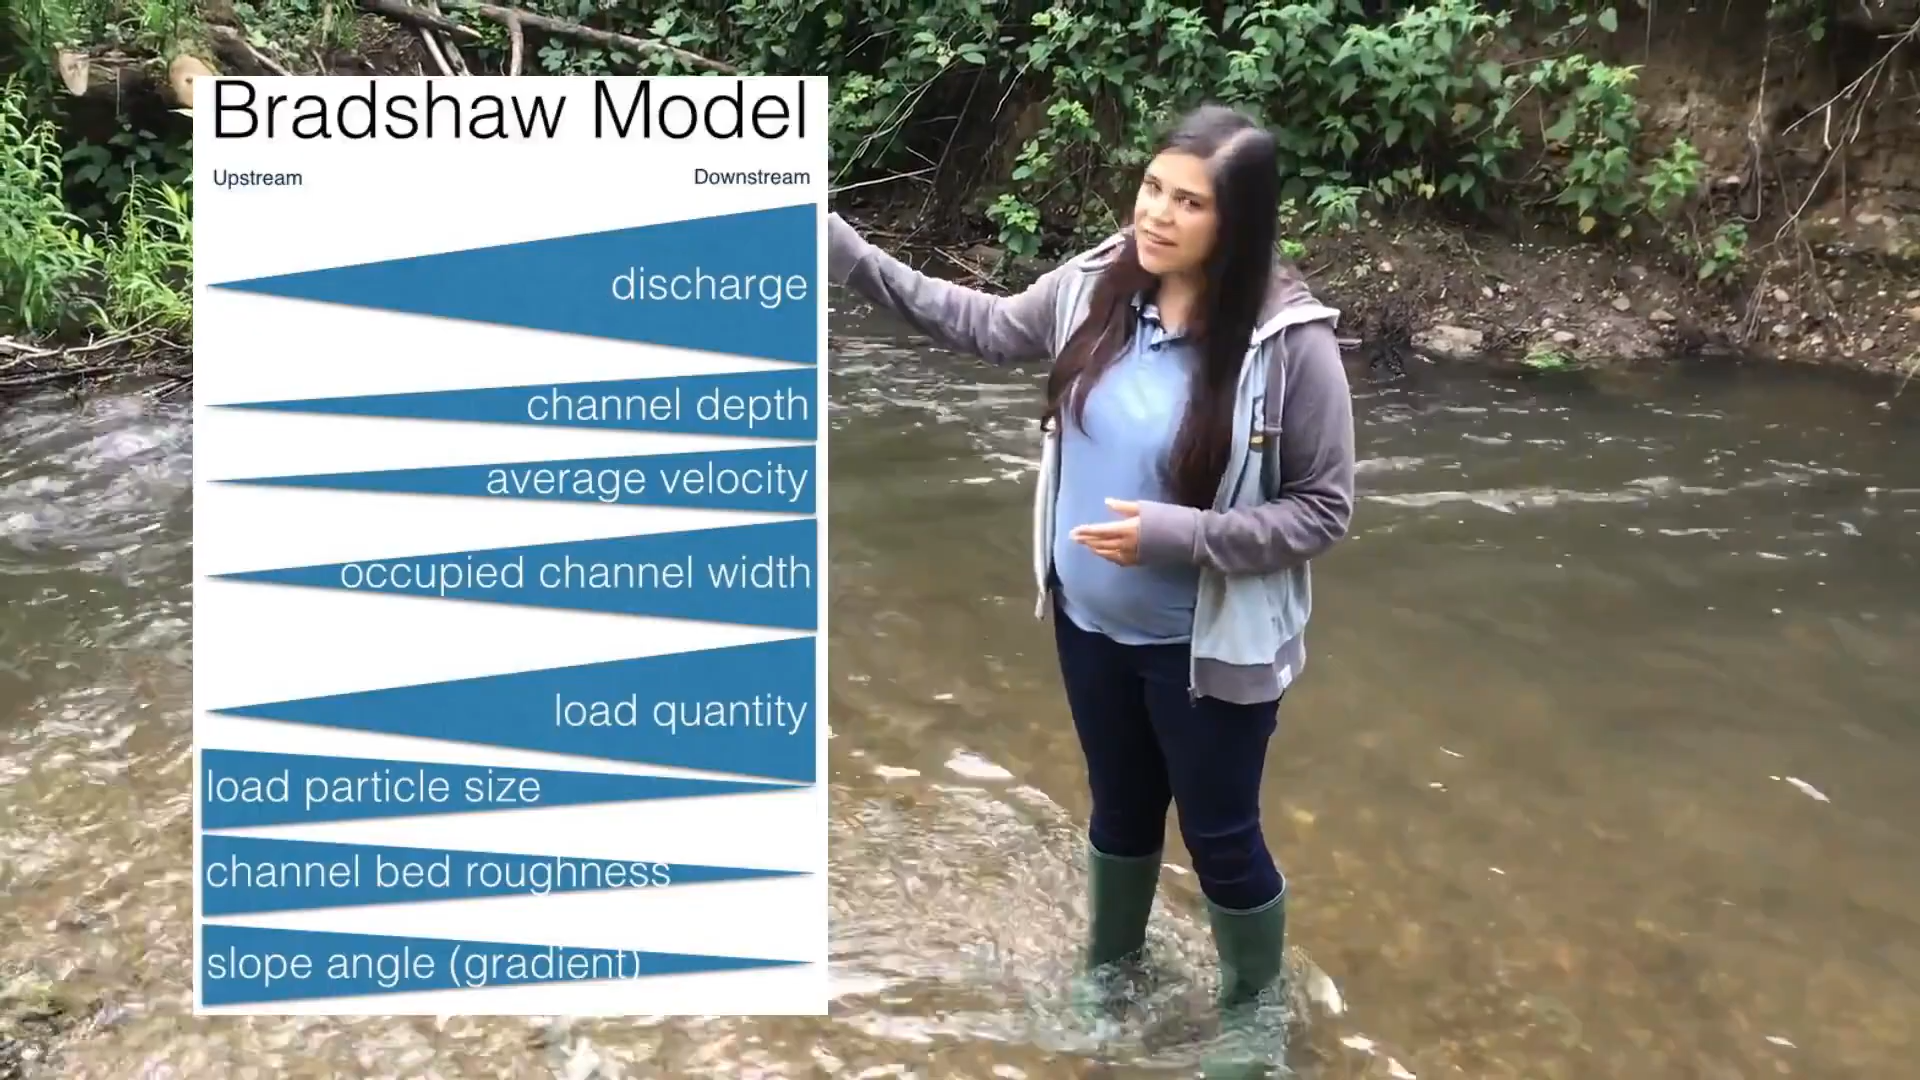 Bradshaw Model
Upstream Downstream
discharge
channel depth
average velocity
occupied channel width
load quantity
load particle size
channel bed roughness
slope angle (gradient)